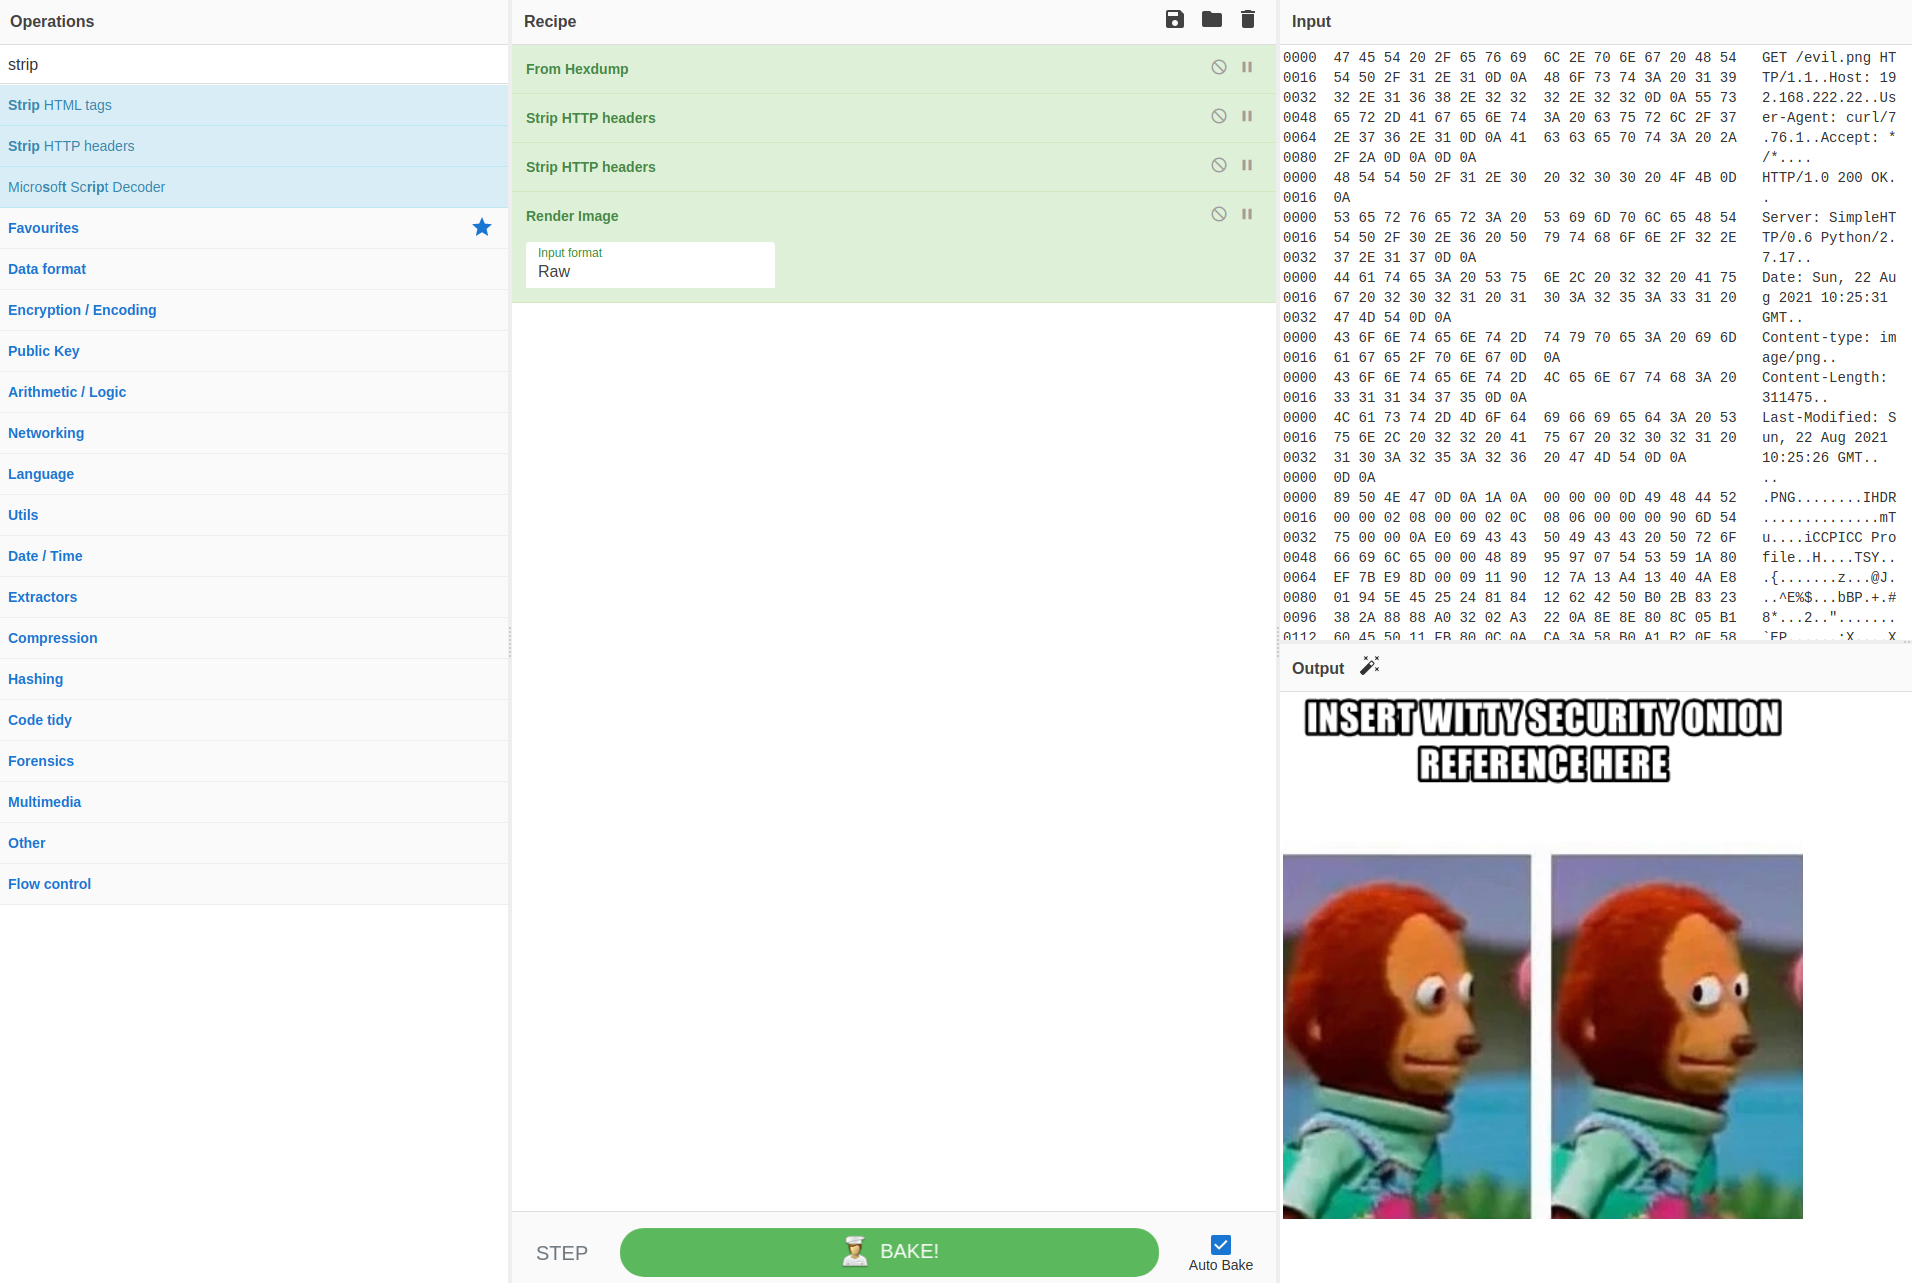 Operations
strip
Strip HTML tags
Strip HTTP headers
Microsoft Script Decoder
Favourites
Data format
Encryption / Encoding
Public Key
Arithmetic / Logic
Networking
Language
Utils
Date / Time
Extractors
Compression
Hashing
Code tidy
Forensics
Multimedia
Other
Flow control
Recipe
From Hexdump
Strip HTTP headers
Strip HTTP headers
Render Image
Input format
Raw
STEP
BAKE!
Auto Bake
Input
0000  47 45 54 20 2F 65 76 69  6C 2E 70 6E 67 20 48 54   GET /evil.png HT
0016  54 50 2F 31 2E 31 0D 0A  48 6F 73 74 3A 20 31 39   TP/1.1..Host: 19
0032  32 2E 31 36 38 2E 32 32  32 2E 32 32 0D 0A 55 73   2.168.222.22..Us
0048  65 72 2D 41 67 65 6E 74  3A 20 63 75 72 6C 2F 37   er-Agent: curl/7
0064  2E 37 36 2E 31 0D 0A 41  63 63 65 70 74 3A 20 2A   .76.1..Accept: *
0080  2F 2A 0D 0A 0D 0A                                  /*....
0000  48 54 54 50 2F 31 2E 30  20 32 30 30 20 4F 4B 0D   HTTP/1.0 200 OK.
0016  0A                                                 .
0000  53 65 72 76 65 72 3A 20  53 69 6D 70 6C 65 48 54   Server: SimpleHT
0016  54 50 2F 30 2E 36 20 50  79 74 68 6F 6E 2F 32 2E   TP/0.6 Python/2.
0032  37 2E 31 37 0D 0A                                  7.17..
0000  44 61 74 65 3A 20 53 75  6E 2C 20 32 32 20 41 75   Date: Sun, 22 Au
0016  67 20 32 30 32 31 20 31  30 3A 32 35 3A 33 31 20   g 2021 10:25:31
0032  47 4D 54 0D 0A                                     GMT..
0000  43 6F 6E 74 65 6E 74 2D  74 79 70 65 3A 20 69 6D   Content-type: im
0016  61 67 65 2F 70 6E 67 0D  0A                        age/png..
0000  43 6F 6E 74 65 6E 74 2D  4C 65 6E 67 74 68 3A 20   Content-Length:
0016  33 31 31 34 37 35 0D 0A                            311475..
0000  4C 61 73 74 2D 4D 6F 64  69 66 69 65 64 3A 20 53   Last-Modified: S
0016  75 6E 2C 20 32 32 20 41  75 67 20 32 30 32 31 20   un, 22 Aug 2021
0032  31 30 3A 32 35 3A 32 36  20 47 4D 54 0D 0A         10:25:26 GMT..
0000  0D 0A                                              ..
0000  89 50 4E 47 0D 0A 1A 0A  00 00 00 0D 49 48 44 52   .PNG........IHDR
0016  00 00 02 08 00 00 02 0C  08 06 00 00 00 90 6D 54   ..............mT
0032  75 00 00 0A E0 69 43 43  50 49 43 43 20 50 72 6F   u....iCCPICC Pro
0048  66 69 6C 65 00 00 48 89  95 97 07 54 53 59 1A 80   file..H....TSY..
0064  EF 7B E9 8D 00 09 11 90  12 7A 13 A4 13 40 4A E8   .{.......z...@J.
0080  01 94 5E 45 25 24 81 84  12 62 42 50 B0 2B 83 23   ..^E%$...bBP.+.#
0096  38 2A 88 88 A0 32 02 A3  22 0A 8E 8E 80 8C 05 B1   8*...2..".......
0112  60 45 50 11 FB 80 0C 0A  CA 3A 58 B0 A1 B2 0F 58   `EP......:X....X
Output
INSERT WITTY SECURITY ONION
REFERENCE HERE